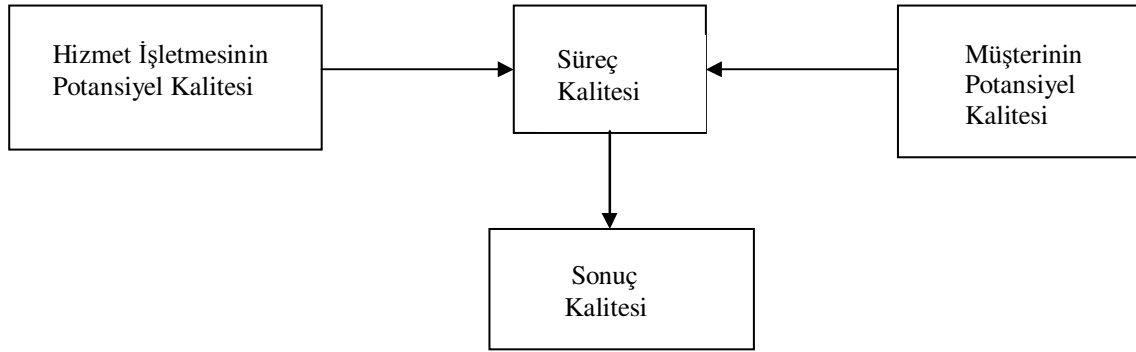 Hizmet İşletmesinin
Potansiyel Kalitesi
Süreç
Kalitesi
Müşterinin
Potansiyel
Kalitesi
Sonuç
Kalitesi